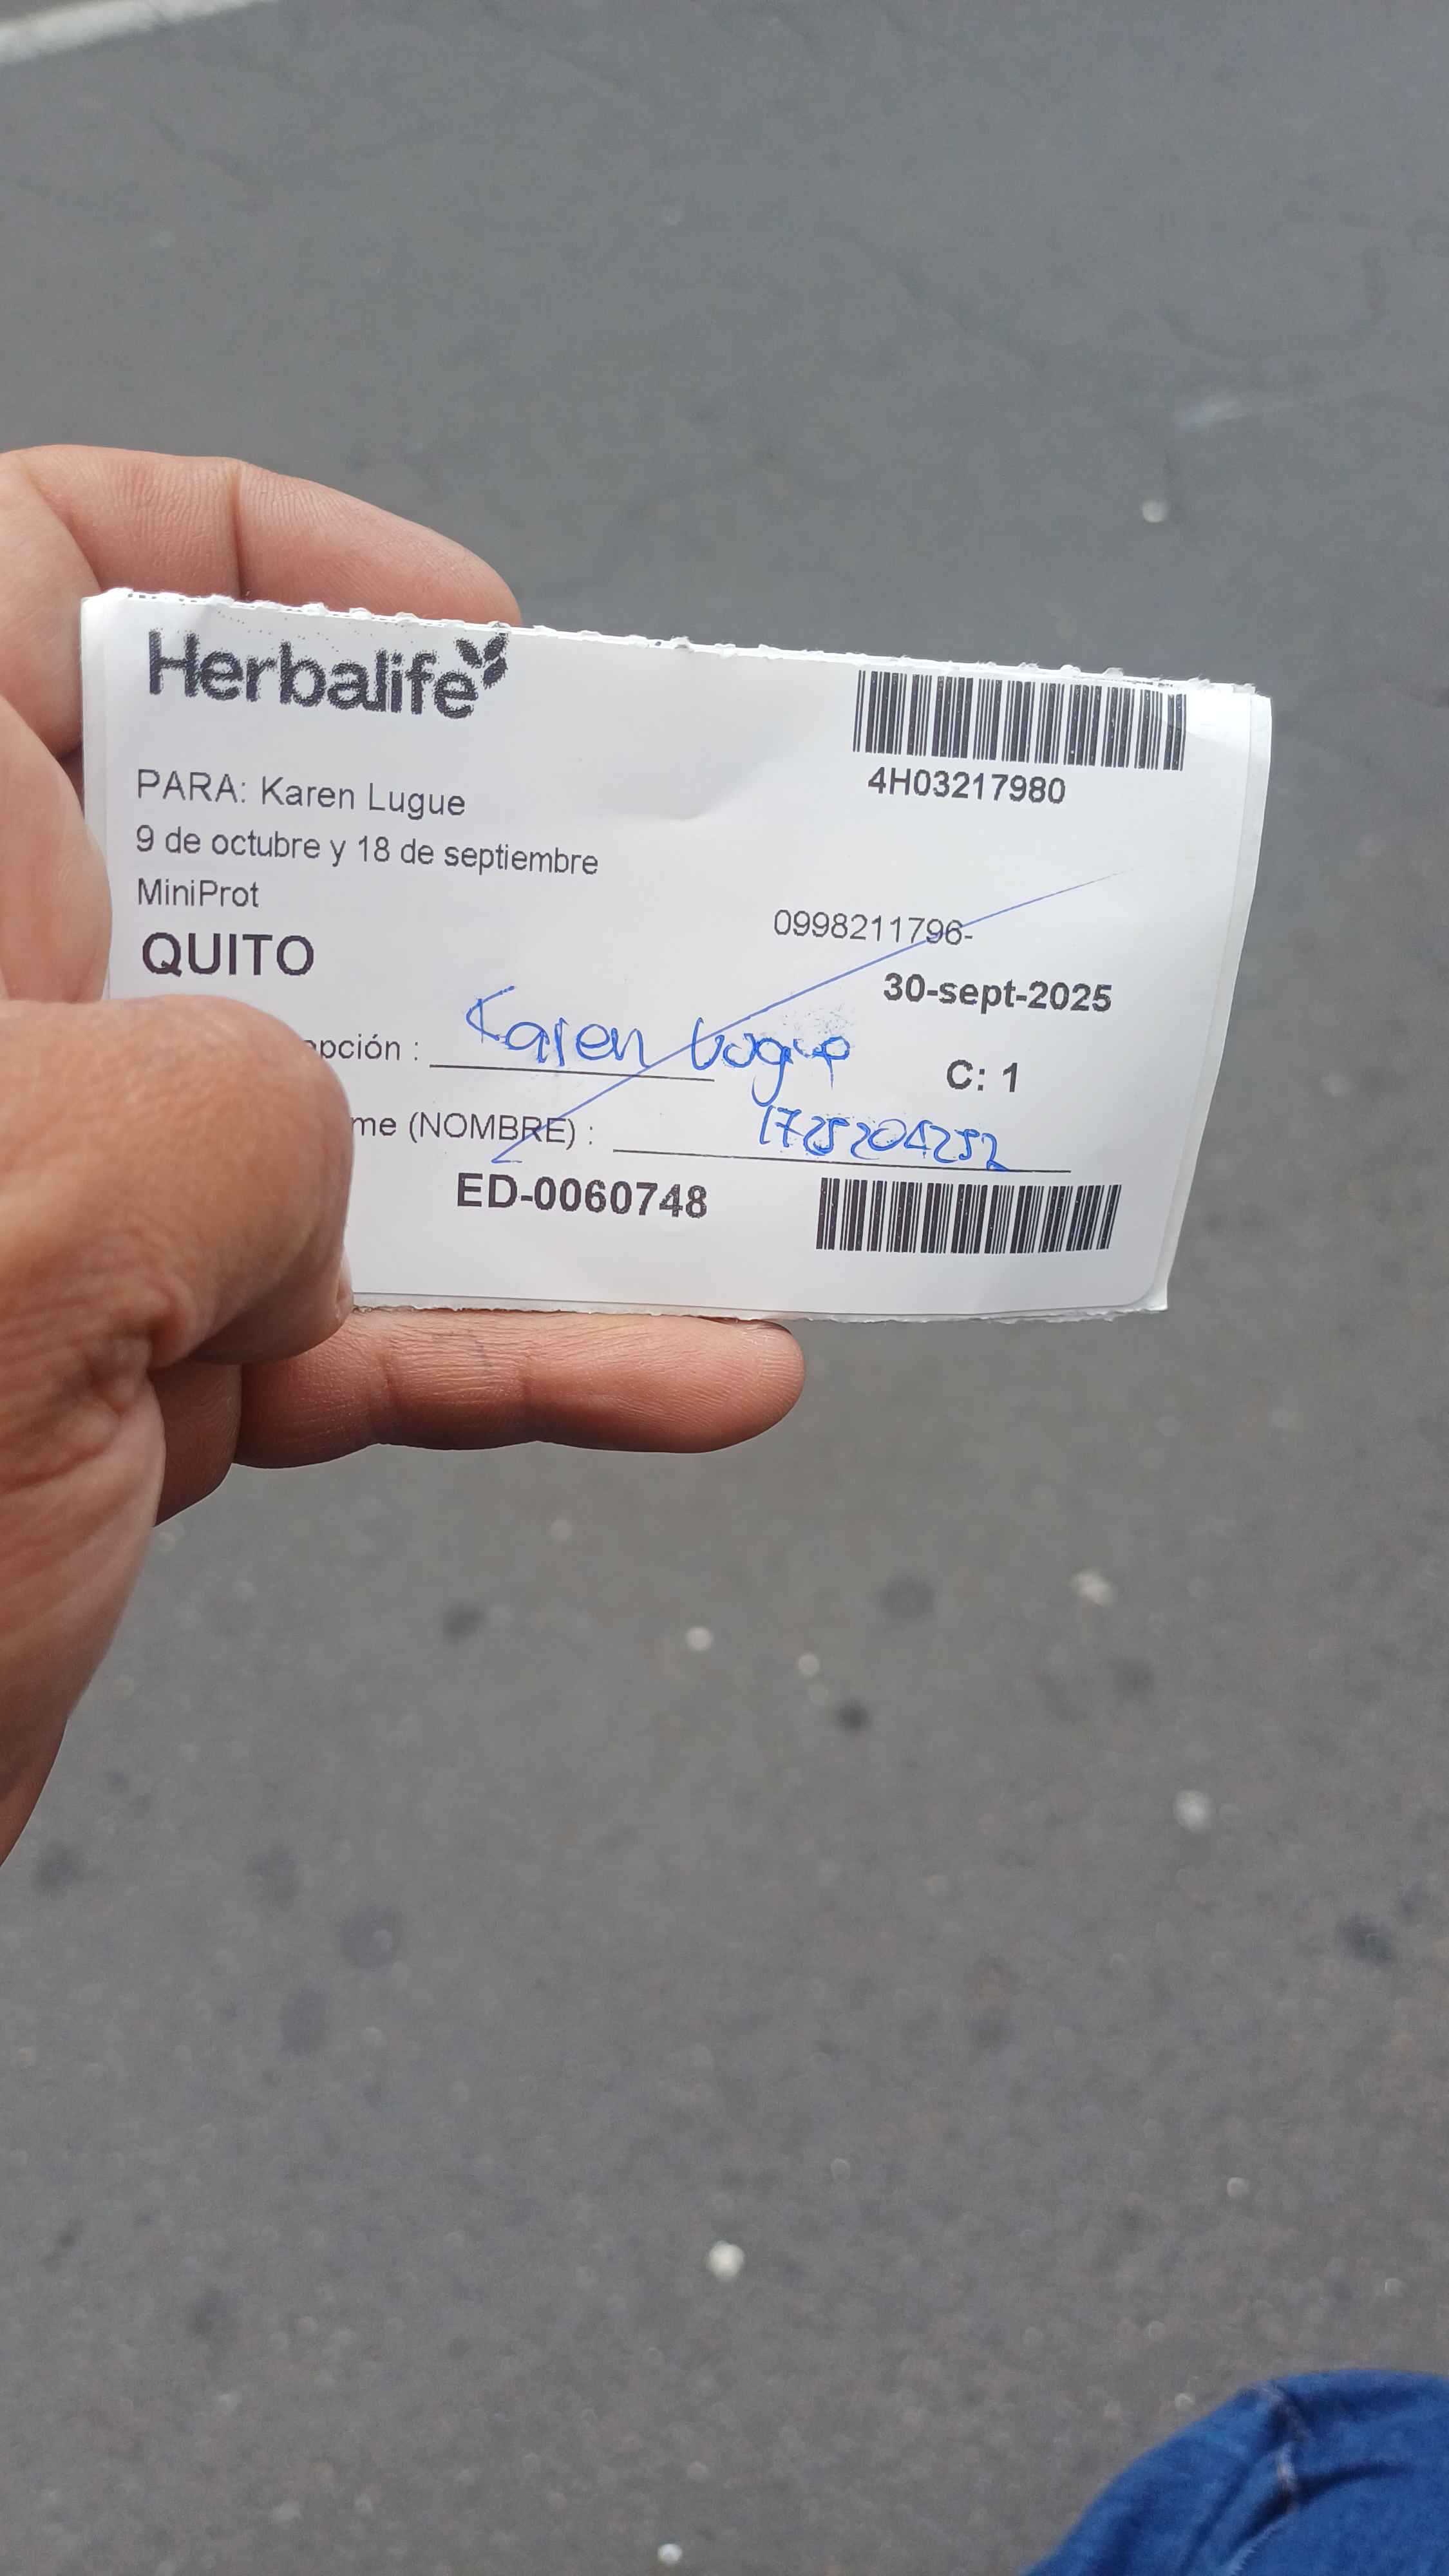 Herbalife
4H03217980
PARA: Karen Lugue
9 de octubre y 18 de septiembre
MiniProt
0998211796-
QUITO
30-sept-2025
pción : Karen
C: 1
me (NOMBRE) : 1725204252
ED-0060748